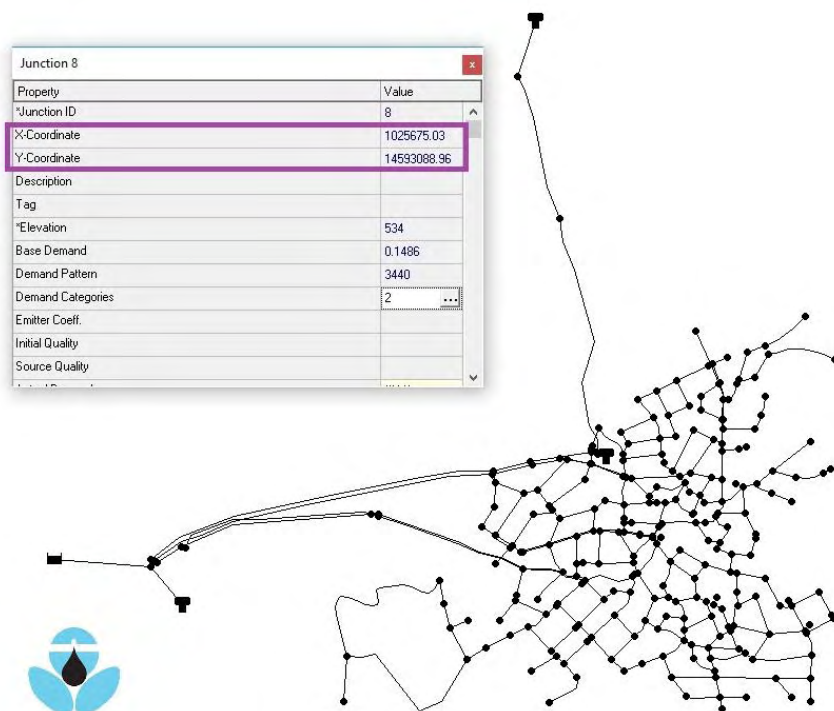 Junction 8
x
Property Value
*Junction ID 8
X-Coordinate 1025675.03
Y-Coordinate 14593088.96
Description
Tag
*Elevation 534
Base Demand 0.1486
Demand Pattern 3440
Demand Categories 2 ...
Emitter Coeff.
Initial Quality
Source Quality